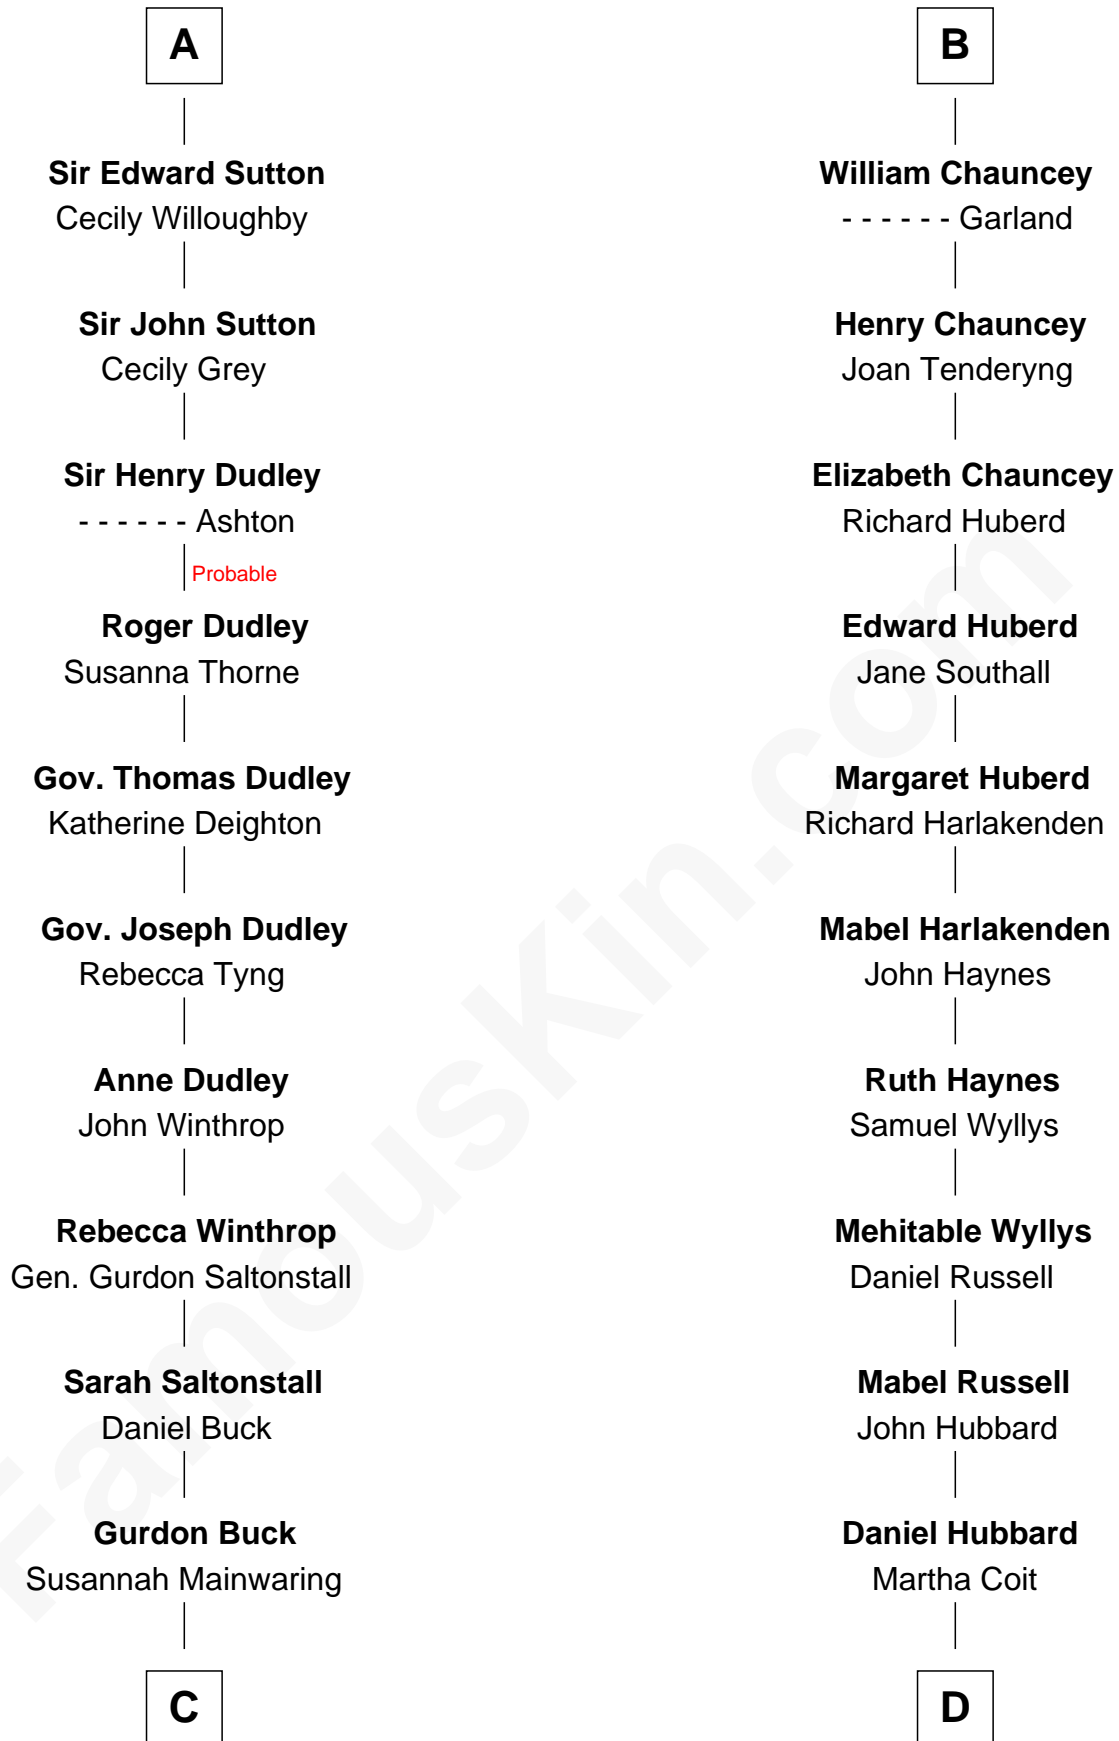 A
Sir Edward Sutton
Cecily Willoughby
Sir John Sutton
Cecily Grey
Sir Henry Dudley
- - - - - - Ashton
Probable
Roger Dudley
Susanna Thorne
Gov. Thomas Dudley
Katherine Deighton
Gov. Joseph Dudley
Rebecca Tyng
Anne Dudley
John Winthrop
Rebecca Winthrop
Gen. Gurdon Saltonstall
Sarah Saltonstall
Daniel Buck
Gurdon Buck
Susannah Mainwaring
C
B
William Chauncey
- - - - - - Garland
Henry Chauncey
Joan Tenderyng
Elizabeth Chauncey
Richard Huberd
Edward Huberd
Jane Southall
Margaret Huberd
Richard Harlakenden
Mabel Harlakenden
John Haynes
Ruth Haynes
Samuel Wyllys
Mehitable Wyllys
Daniel Russell
Mabel Russell
John Hubbard
Daniel Hubbard
Martha Coit
D
FamousKin.com